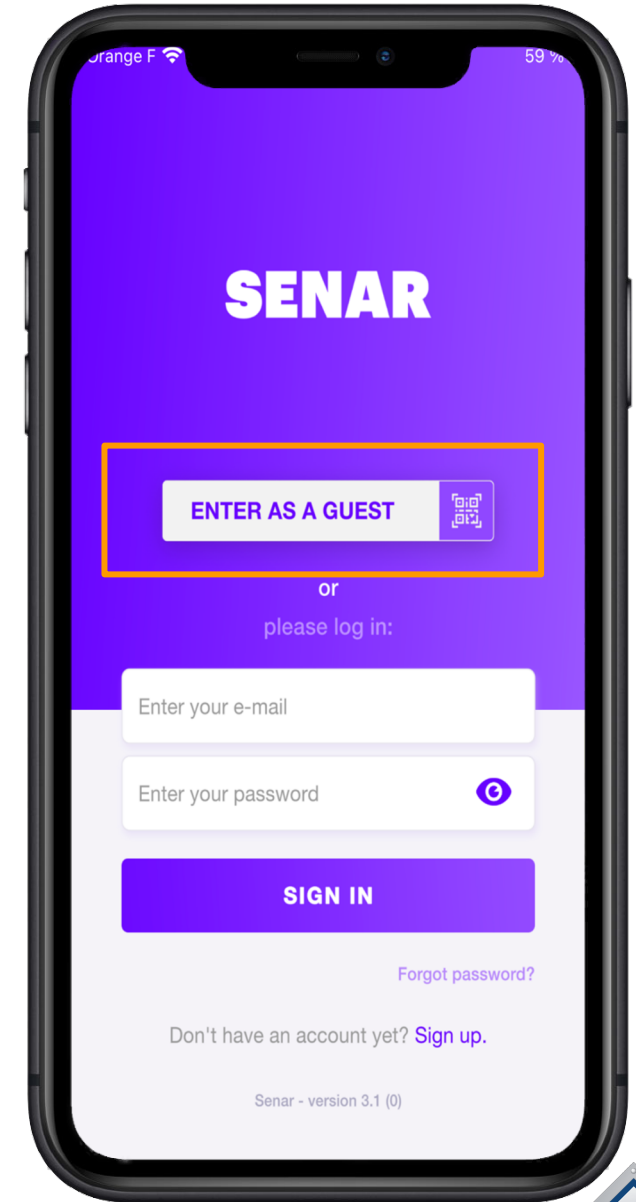 Orange F
59 %
SENAR
ENTER AS A GUEST
or
please log in:
Enter your e-mail
Enter your password
SIGN IN
Forgot password?
Don't have an account yet? Sign up.
Senar - version 3.1 (0)